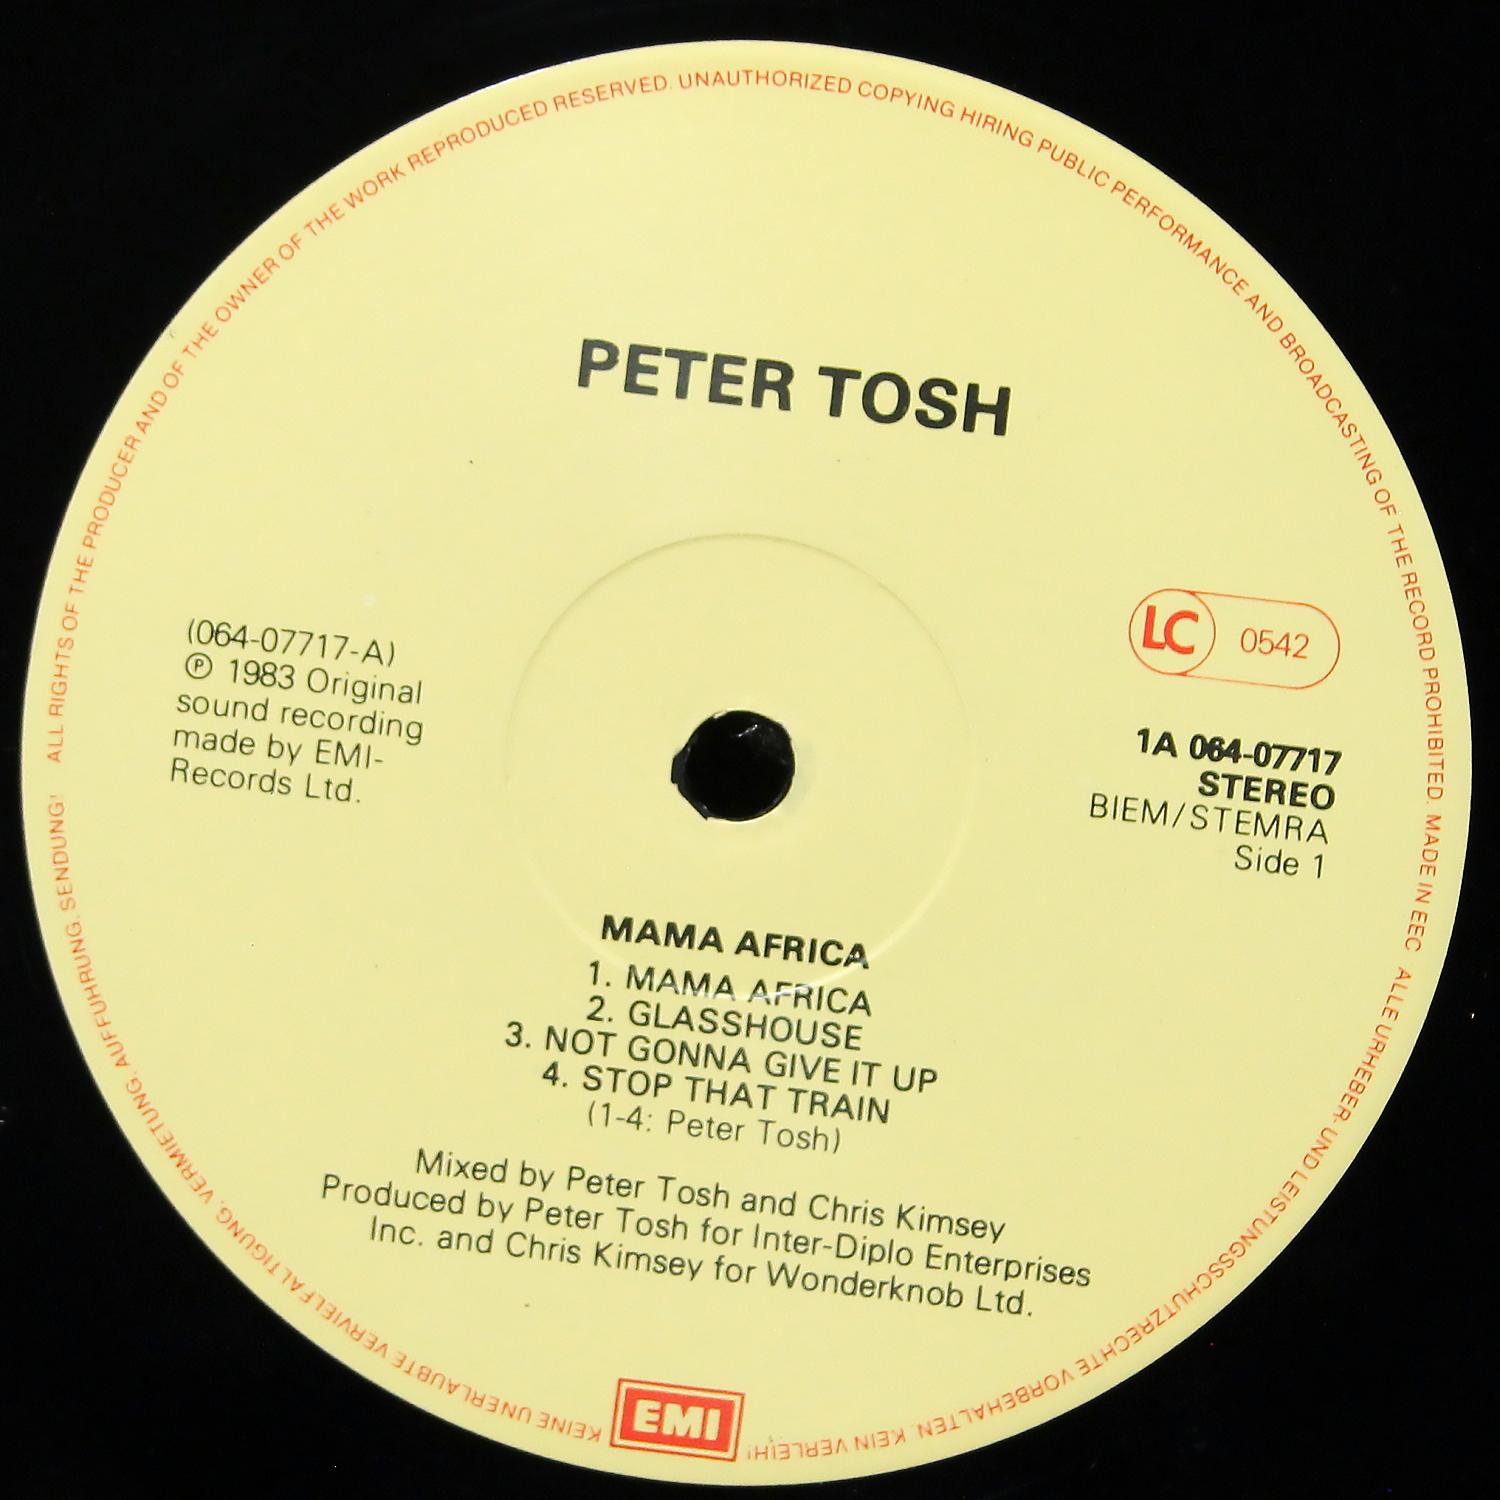 PETER TOSH
(064-07717-A)
Ⓟ 1983 Original
sound recording
made by EMI-
Records Ltd.
LC 0542
1A 064-07717
STEREO
BIEM/STEMRA
Side 1
MAMA AFRICA
1. MAMA AFRICA
2. GLASSHOUSE
3. NOT GONNA GIVE IT UP
4. STOP THAT TRAIN
(1-4: Peter Tosh)
Mixed by Peter Tosh and Chris Kimsey
Produced by Peter Tosh for Inter-Diplo Enterprises
Inc. and Chris Kimsey for Wonderknob Ltd.
EMI
ALL RIGHTS OF THE PRODUCER AND OF THE OWNER OF THE WORK REPRODUCED RESERVED. UNAUTHORIZED COPYING HIRING PUBLIC PERFORMANCE AND BROADCASTING OF THE RECORD PROHIBITED. MADE IN EEC
ALLE URHEBER- UND LEISTUNGSSCHUTZRECHTE VORBEHALTEN. KEIN VERLEIH!
KEINE UNERLAUBTE VERVIELFALTIGUNG, VERMIETUNG, AUFFUHRUNG, SENDUNG!